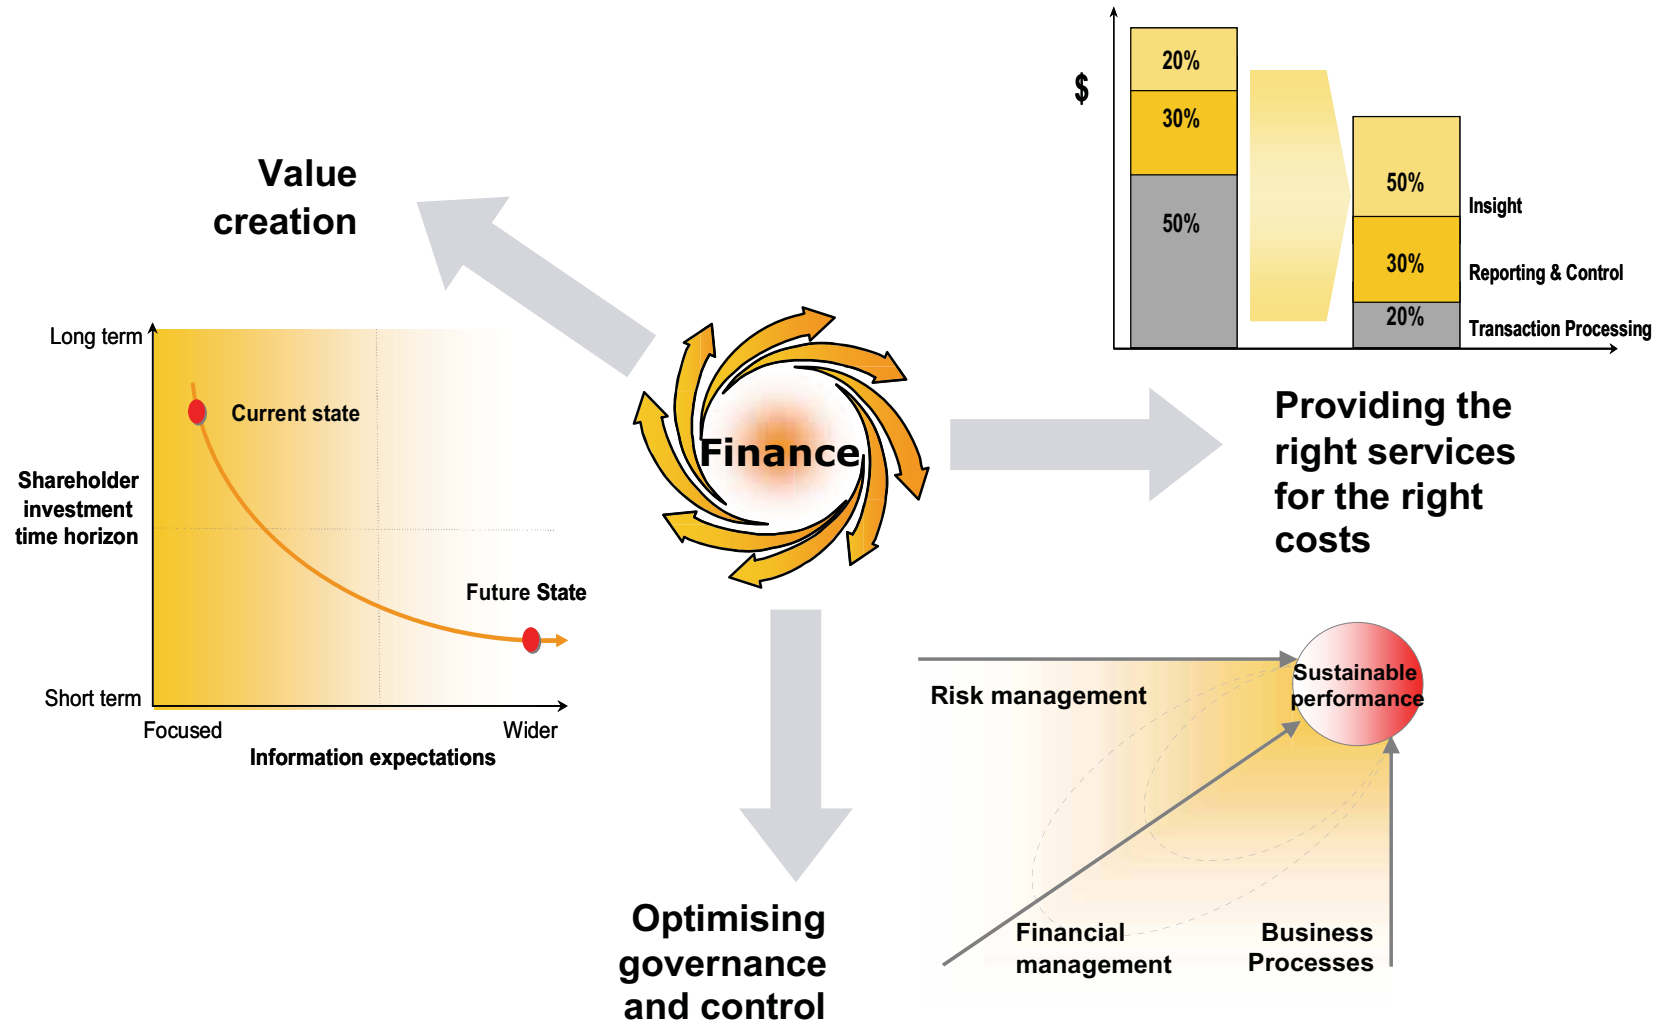 Value
creation
Long term
Current state
Shareholder
investment
time horizon
Future State
Short term
Focused
Wider
Information expectations
Finance
$
20%
30%
50%
50%
30%
20%
Insight
Reporting & Control
Transaction Processing
Providing the
right services
for the right
costs
Optimising
governance
and control
Risk management
Sustainable
performance
Financial
management
Business
Processes